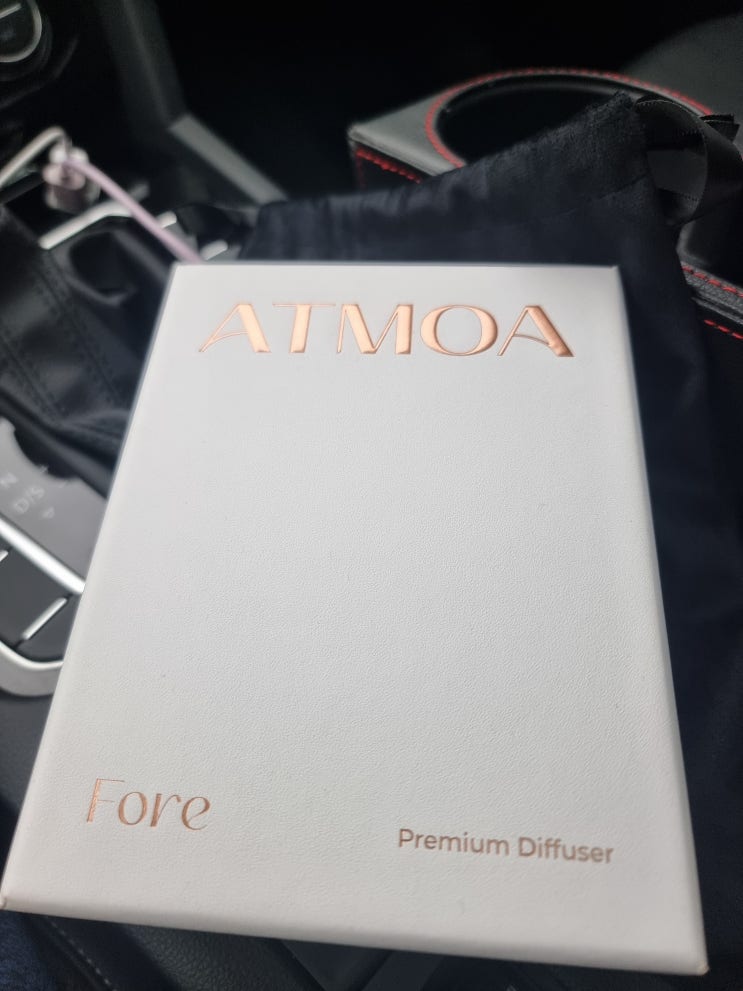 ATMOA
Fore
Premium Diffuser
N
D/S